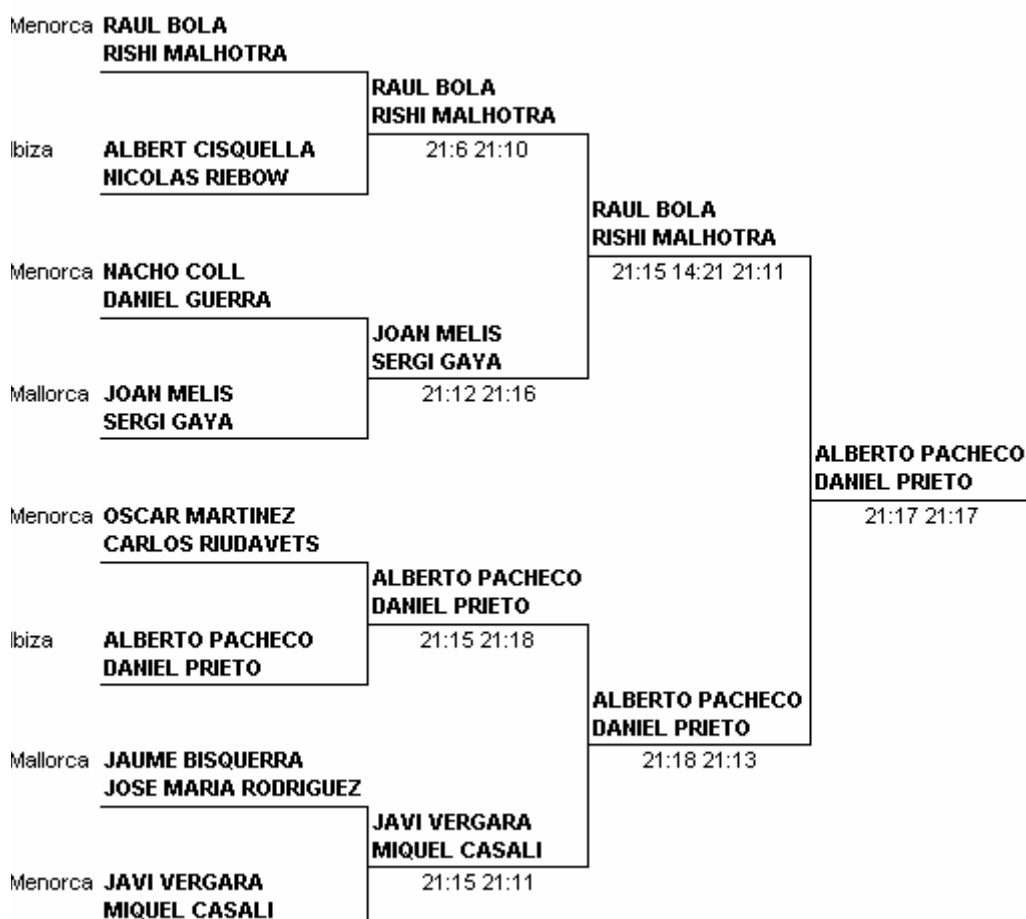 Menorca RAUL BOLA
RISHI MALHOTRA
RAUL BOLA
RISHI MALHOTRA
21:6 21:10
Ibiza ALBERT CISQUELLA
NICOLAS RIEBOW
RAUL BOLA
RISHI MALHOTRA
21:15 14:21 21:11
Menorca NACHO COLL
DANIEL GUERRA
JOAN MELIS
SERGI GAYA
21:12 21:16
Mallorca JOAN MELIS
SERGI GAYA
ALBERTO PACHECO
DANIEL PRIETO
21:17 21:17
Menorca OSCAR MARTINEZ
CARLOS RIUDAVETS
ALBERTO PACHECO
DANIEL PRIETO
21:15 21:18
Ibiza ALBERTO PACHECO
DANIEL PRIETO
ALBERTO PACHECO
DANIEL PRIETO
21:18 21:13
Mallorca JAUME BISQUERRA
JOSE MARIA RODRIGUEZ
JAVI VERGARA
MIQUEL CASALI
21:15 21:11
Menorca JAVI VERGARA
MIQUEL CASALI